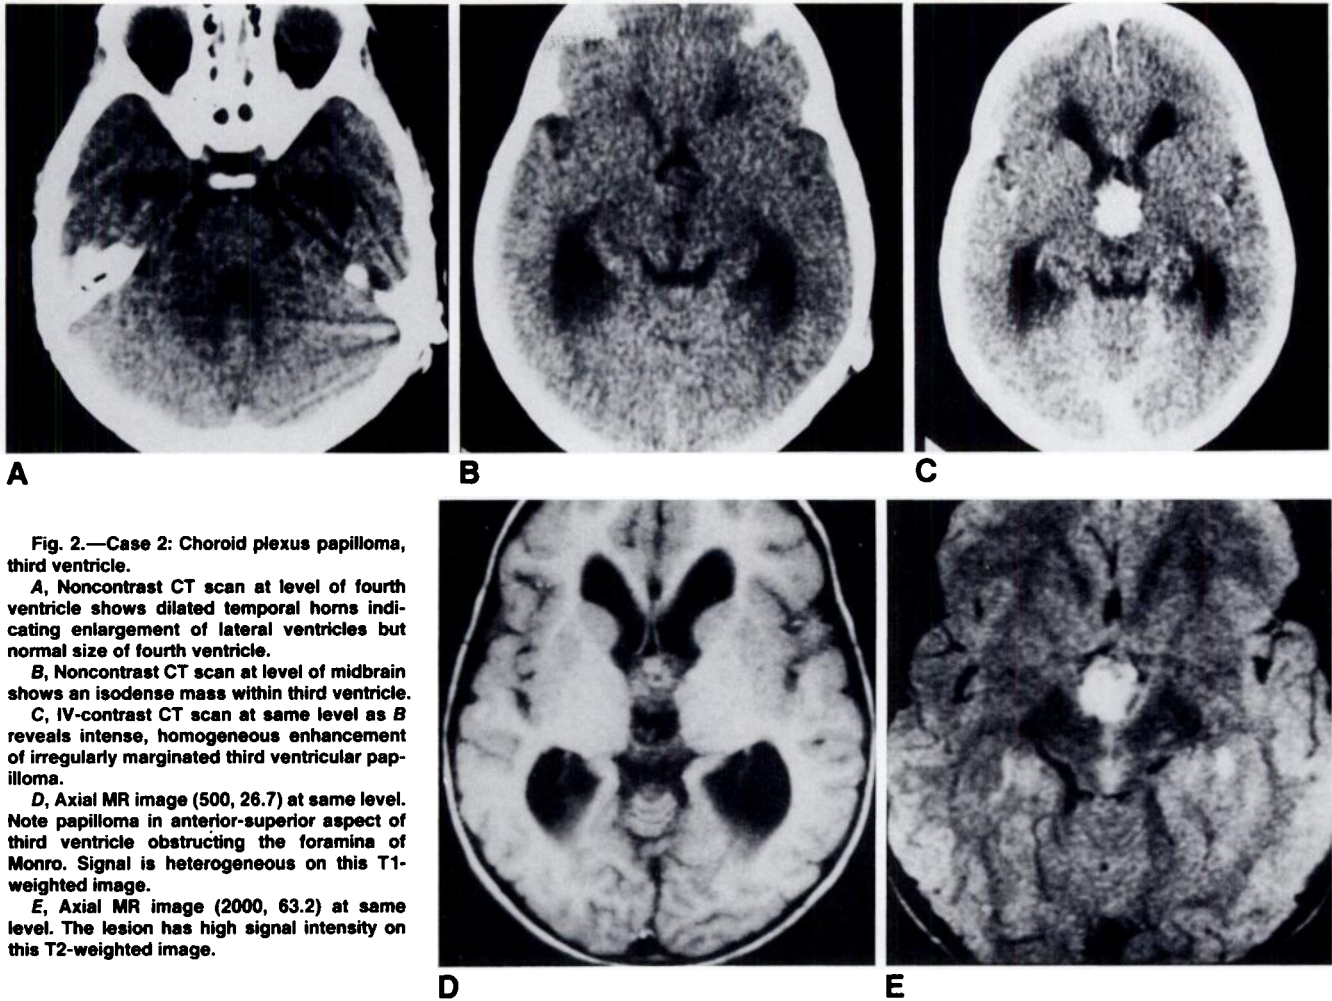 A
B
C
Fig. 2.—Case 2: Choroid plexus papilloma,
third ventricle.
A, Noncontrast CT scan at level of fourth
ventricle shows dilated temporal horns indi-
cating enlargement of lateral ventricles but
normal size of fourth ventricle.
B, Noncontrast CT scan at level of midbrain
shows an isodense mass within third ventricle.
C, IV-contrast CT scan at same level as B
reveals intense, homogeneous enhancement
of irregularly marginated third ventricular pap-
illoma.
D, Axial MR image (500, 26.7) at same level.
Note papilloma in anterior-superior aspect of
third ventricle obstructing the foramina of
Monro. Signal is heterogeneous on this T1-
weighted image.
E, Axial MR image (2000, 63.2) at same
level. The lesion has high signal intensity on
this T2-weighted image.
D
E